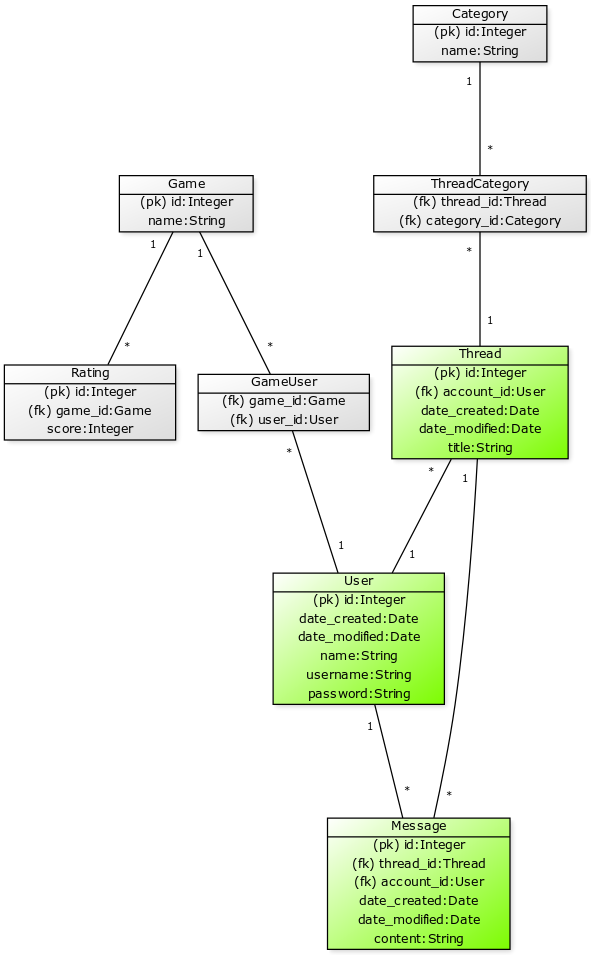 Category
(pk) id:Integer
name:String
1
*
Game
(pk) id:Integer
name:String
ThreadCategory
(fk) thread_id:Thread
(fk) category_id:Category
1
1
*
*
*
1
Rating
(pk) id:Integer
(fk) game_id:Game
score:Integer
GameUser
(fk) game_id:Game
(fk) user_id:User
Thread
(pk) id:Integer
(fk) account_id:User
date_created:Date
date_modified:Date
title:String
*
*
1
1
1
User
(pk) id:Integer
date_created:Date
date_modified:Date
name:String
username:String
password:String
1
*
*
Message
(pk) id:Integer
(fk) thread_id:Thread
(fk) account_id:User
date_created:Date
date_modified:Date
content:String